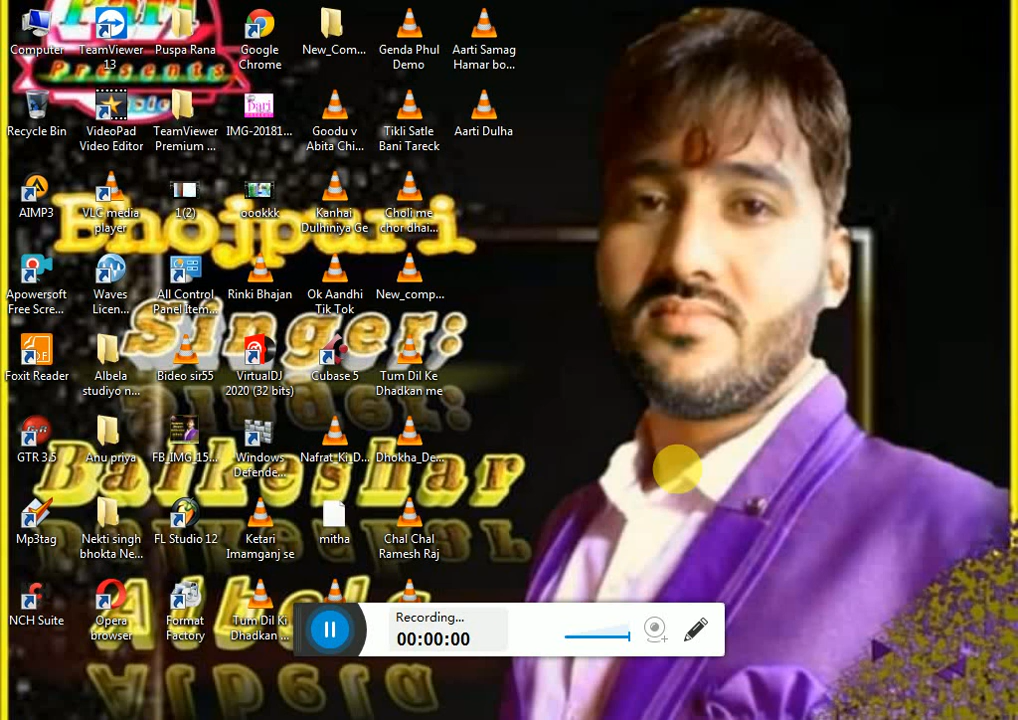 Presents
Computer
TeamViewer
13
Puspa Rana
Google
Chrome
New_Com...
Genda Phul
Demo
Aarti Samag
Hamar bo...
Recycle Bin
VideoPad
Video Editor
TeamViewer
Premium ...
IMG-20181...
Goodu v
Abita Chi...
Tikli Satle
Bani Tareck
Aarti Dulha
AIMP3
VLC media
player
1(2)
oookkk
Kanhai
Dulhiniya Ge
Choli me
chor dhai...
Bhojpuri
Apowersoft
Free Scre...
Waves
Licen...
All Control
Panel Item...
Rinki Bhajan
Ok Aandhi
Tik Tok
New_comp...
Singer:
Foxit Reader
Albela
studiyo n...
Bideo sir55
VirtualDJ
2020 (32 bits)
Cubase 5
Tum Dil Ke
Dhadkan me
GTR 3.5
Anu priya
FB_IMG_15...
Windows
Defende...
Nafrat_Ki_D...
Dhokha_De...
Balkeshar
Mp3tag
Nekti singh
bhokta Ne...
FL Studio 12
Ketari
Imamganj se
mitha
Chal Chal
Ramesh Raj
Albela
NCH Suite
Opera
browser
Format
Factory
Tum Dil Ki
Dhadkan ...
Recording...
00:00:00